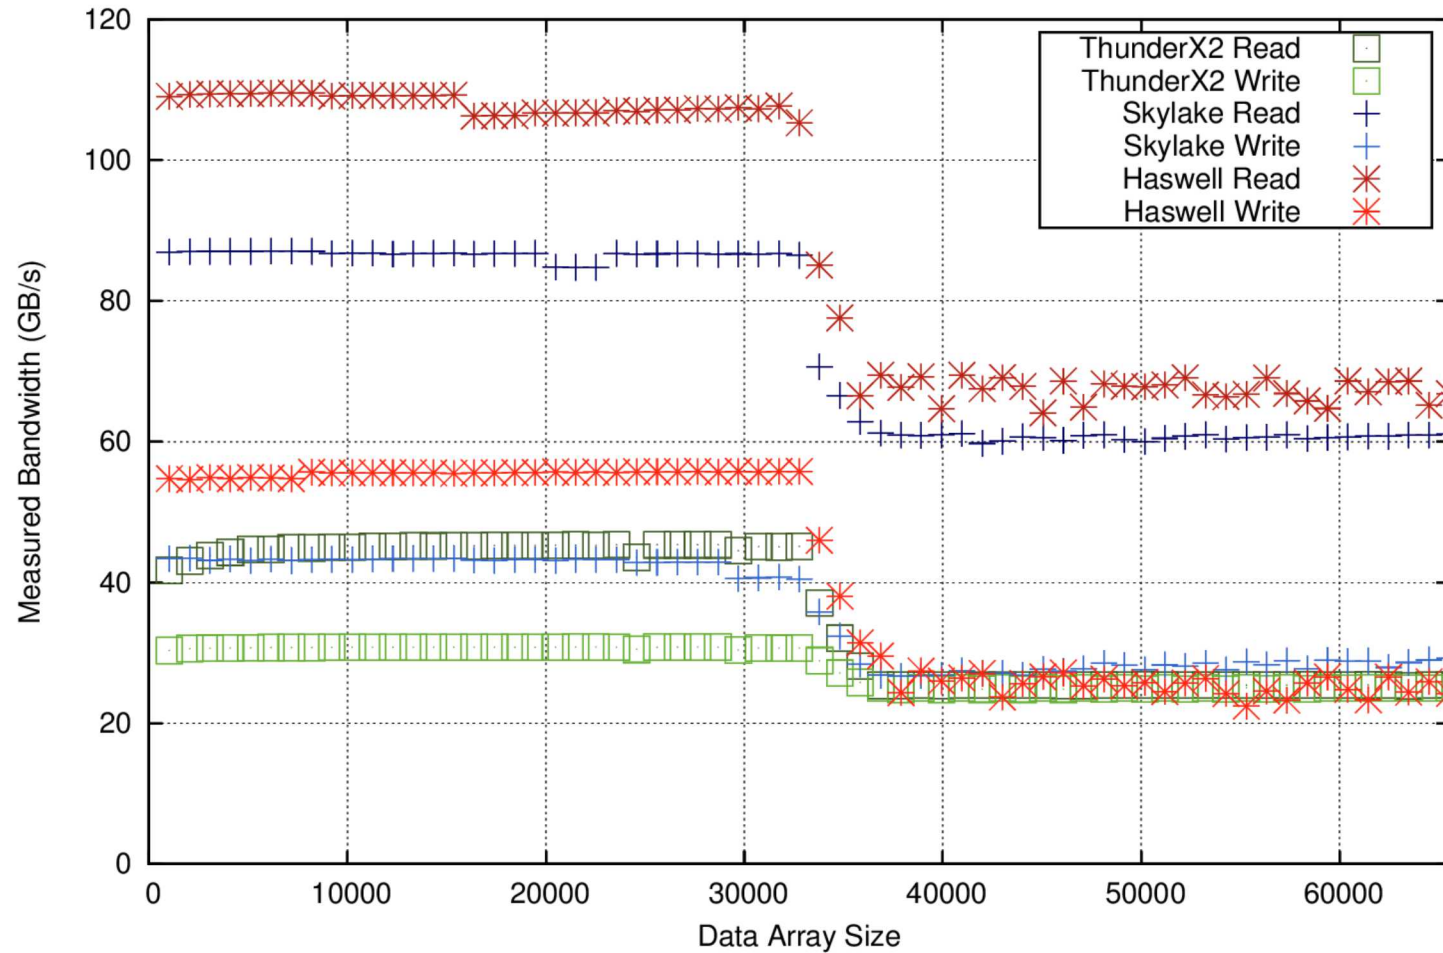 120
100
80
60
40
20
0
Measured Bandwidth (GB/s)
ThunderX2 Read
ThunderX2 Write
Skylake Read
Skylake Write
Haswell Read
Haswell Write
0 10000 20000 30000 40000 50000 60000
Data Array Size